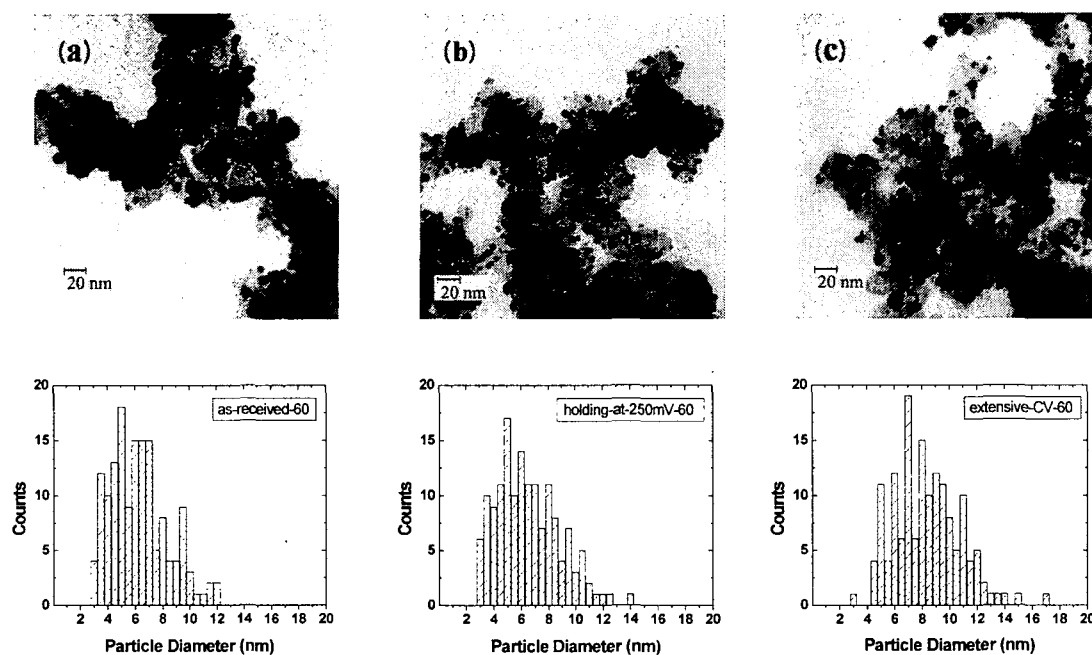 (a)
(b)
(c)
20 nm
20 nm
20 nm
20
15
10
5
0
Counts
as-received-60
2 4 6 8 10 12 14 16 18 20
Particle Diameter (nm)
20
15
10
5
0
Counts
holding-at-250mV-60
2 4 6 8 10 12 14 16 18 20
Particle Diameter (nm)
20
15
10
5
0
Counts
extensive-CV-60
2 4 6 8 10 12 14 16 18 20
Particle Diameter (nm)